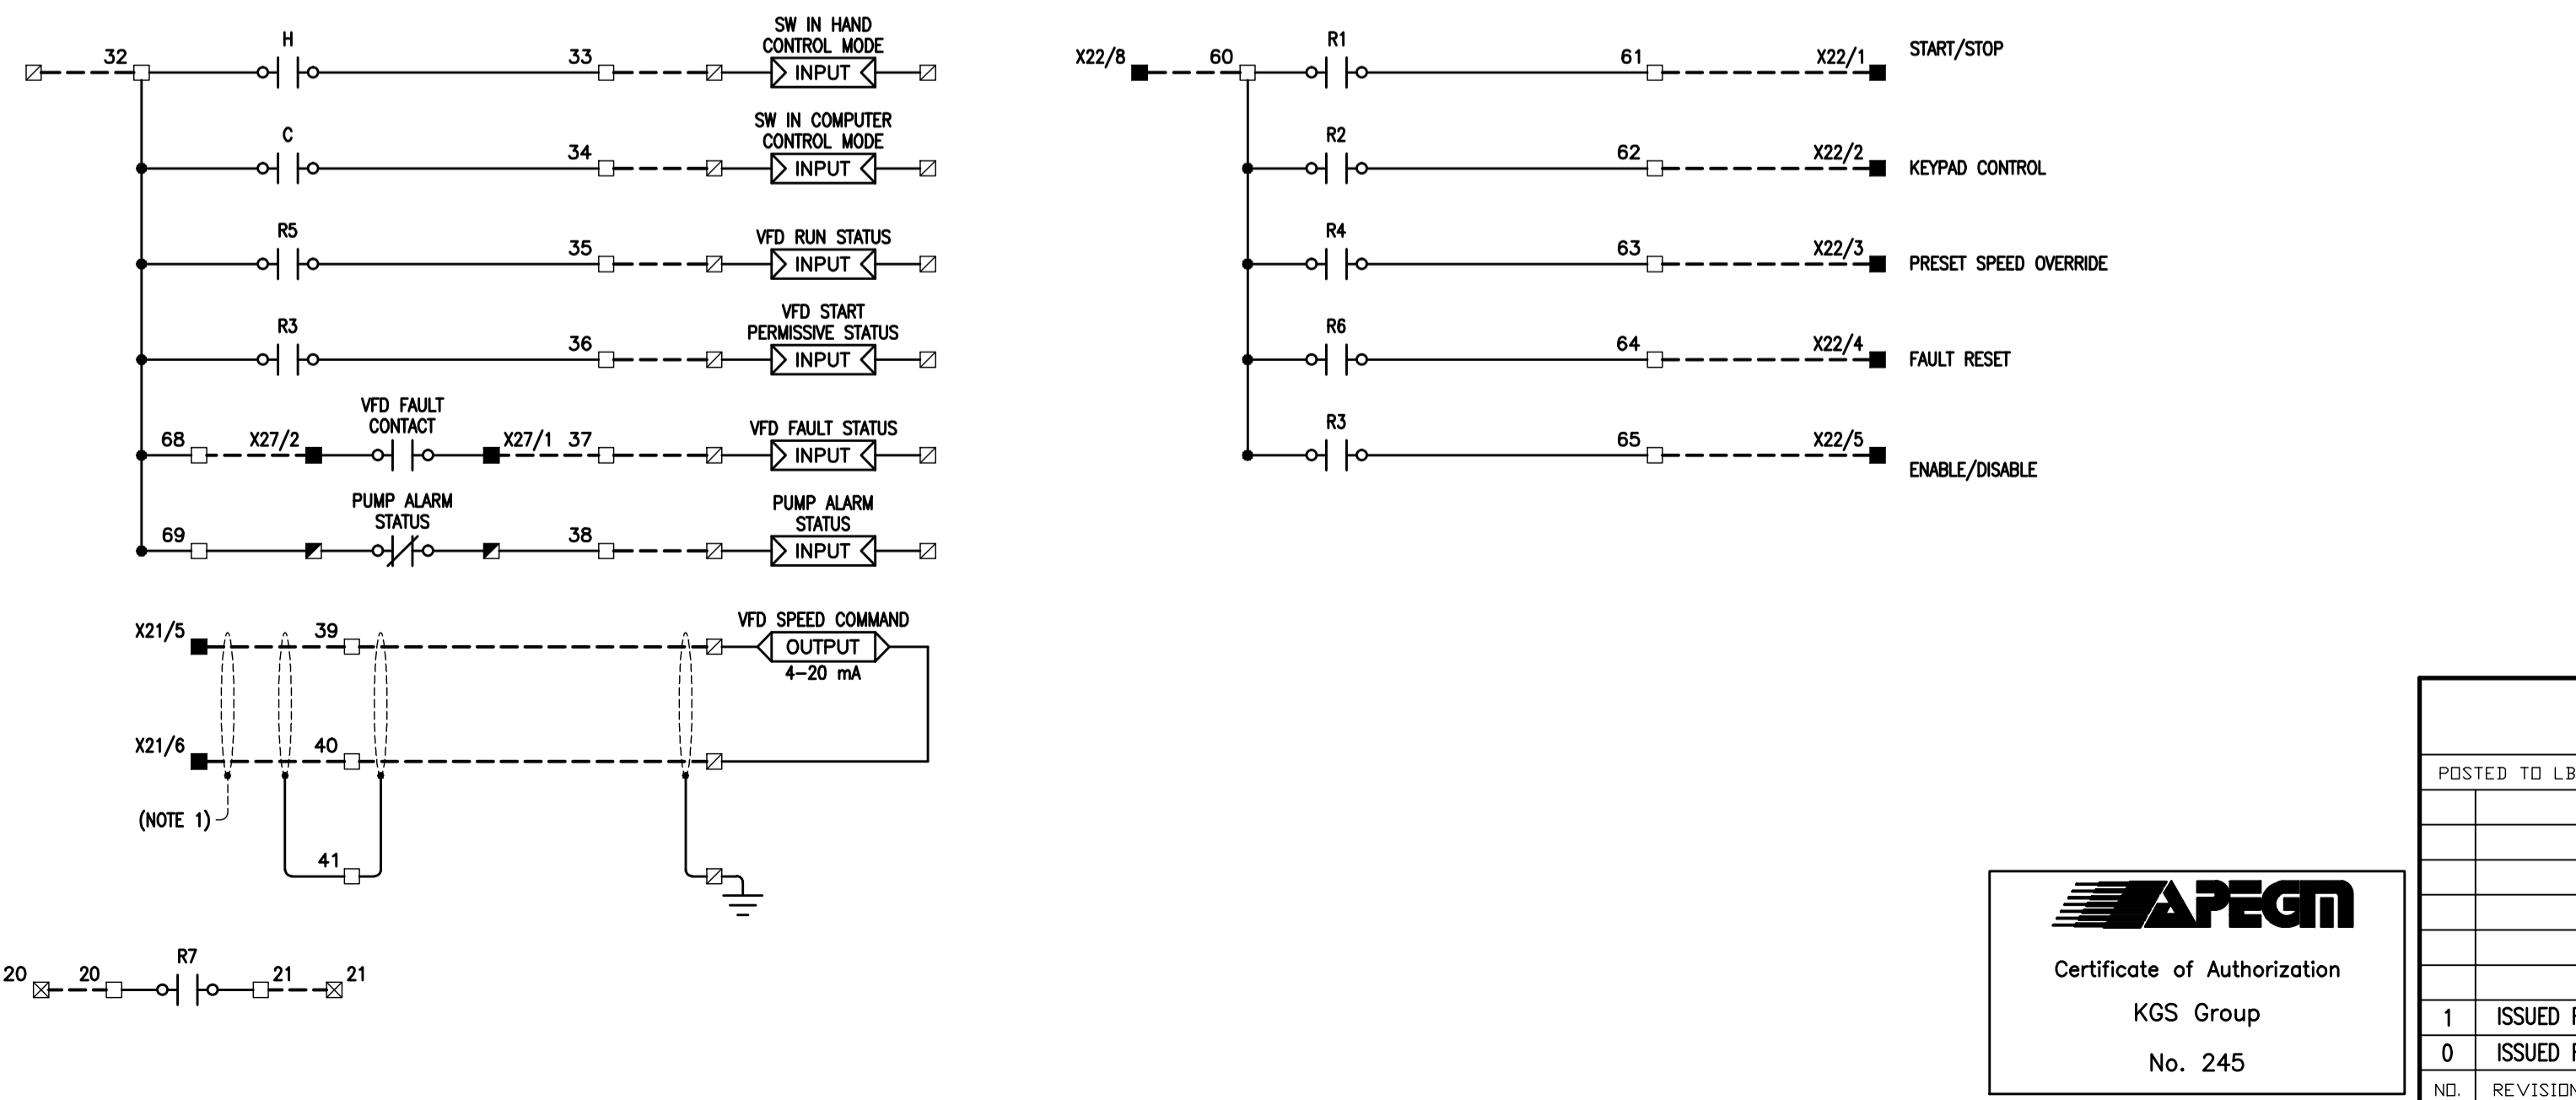 32
H
33
SW IN HAND
CONTROL MODE
INPUT
C
34
SW IN COMPUTER
CONTROL MODE
INPUT
R5
35
VFD RUN STATUS
INPUT
R3
36
VFD START
PERMISSIVE STATUS
INPUT
68
X27/2
VFD FAULT
CONTACT
X27/1
37
VFD FAULT STATUS
INPUT
69
PUMP ALARM
STATUS
38
PUMP ALARM
STATUS
INPUT
X21/5
39
VFD SPEED COMMAND
OUTPUT
4-20 mA
X21/6
40
(NOTE 1)
41
20
20
R7
21
21
X22/8
60
R1
61
X22/1
START/STOP
R2
62
X22/2
KEYPAD CONTROL
R4
63
X22/3
PRESET SPEED OVERRIDE
R6
64
X22/4
FAULT RESET
R3
65
X22/5
ENABLE/DISABLE
APEGM
Certificate of Authorization
KGS Group
No. 245
POSTED TO LB
1 ISSUED
0 ISSUED
NO. REVISION